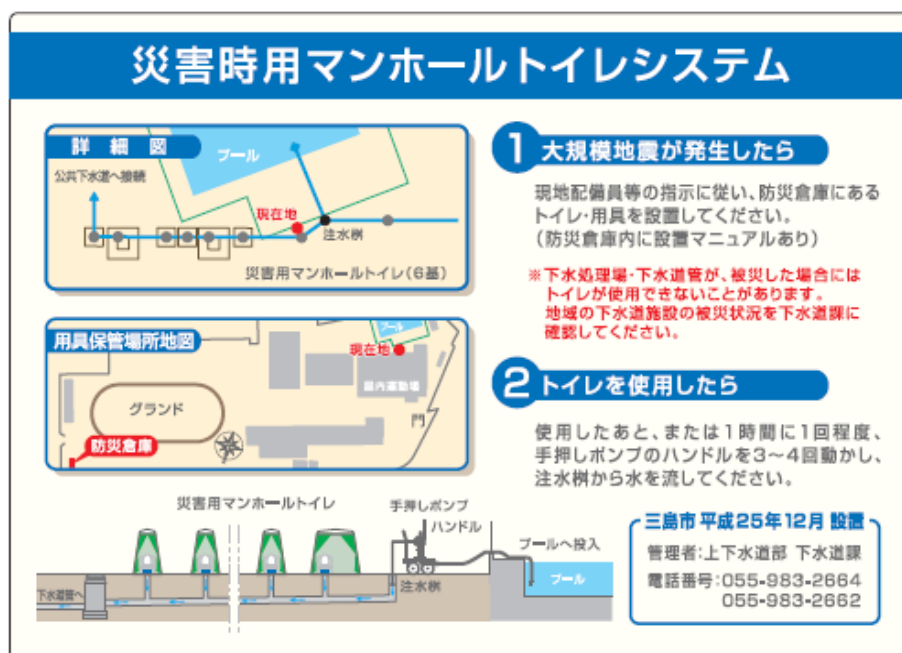 災害時用マンホールトイレシステム
詳細図
プール
公共下水道へ接続
現在地
注水桝
災害用マンホールトイレ(6基)
用具保管場所地図
プール
現在地
屋内運動場
グランド
門
防災倉庫
1 大規模地震が発生したら
現地配備員等の指示に従い、防災倉庫にある
トイレ・用具を設置してください。
(防災倉庫内に設置マニュアルあり)
※下水処理場・下水道管が、被災した場合には
トイレが使用できないことがあります。
地域の下水道施設の被災状況を下水道課に
確認してください。
2 トイレを使用したら
使用したあと、または1時間に1回程度、
手押しポンプのハンドルを3～4回動かし、
注水桝から水を流してください。
災害用マンホールトイレ
手押しポンプ
ハンドル
プールへ投入
プール
注水桝
下水道管へ
三島市 平成25年12月 設置
管理者:上下水道部 下水道課
電話番号:055-983-2664
055-983-2662